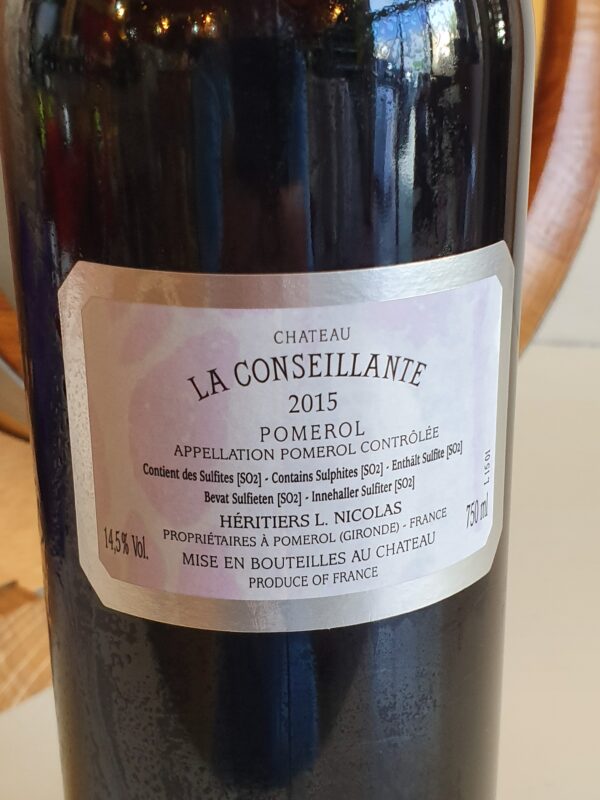 CHATEAU
LA CONSEILLANTE
2015
POMEROL
APPELLATION POMEROL CONTRÔLÉE
Contient des Sulfites [SO2] - Contains Sulphites [SO2] - Enthält Sulfite [SO2]
Bevat Sulfieten [SO2] - Innehaller Sulfiter [SO2]
HÉRITIERS L. NICOLAS
PROPRIÉTAIRES À POMEROL (GIRONDE) - FRANCE
MISE EN BOUTEILLES AU CHATEAU
PRODUCE OF FRANCE
14,5% Vol.
750 ml
L 15 01